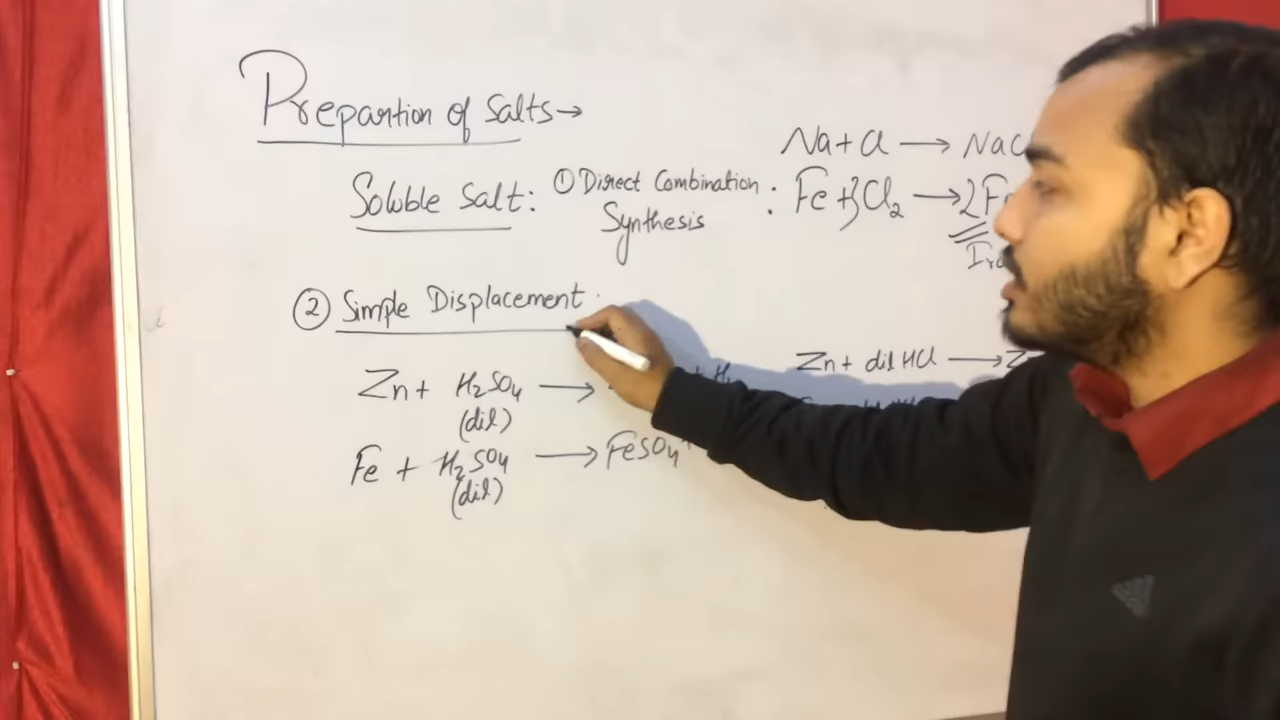 Prepartion of Salts →
Na + Cl → NaC
Soluble Salt: ① Direct Combination : Fe + 3Cl₂ → 2Fe
Synthesis
② Simple Displacement
Zn + H₂SO₄ →
(dil)
Zn + dil HCl → Z
Fe + H₂SO₄ → FeSO₄ +
(dil)